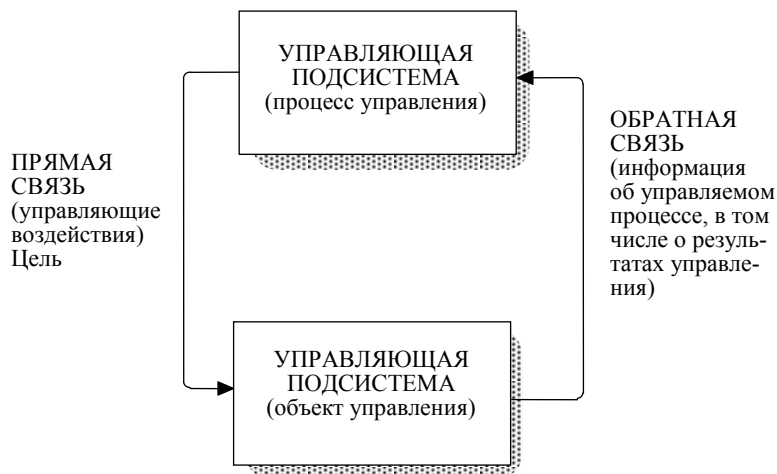 УПРАВЛЯЮЩАЯ
ПОДСИСТЕМА
(процесс управления)
ПРЯМАЯ
СВЯЗЬ
(управляющие
воздействия)
Цель
ОБРАТНАЯ
СВЯЗЬ
(информация
об управляемом
процессе, в том
числе о резуль-
татах управле-
ния)
УПРАВЛЯЮЩАЯ
ПОДСИСТЕМА
(объект управления)